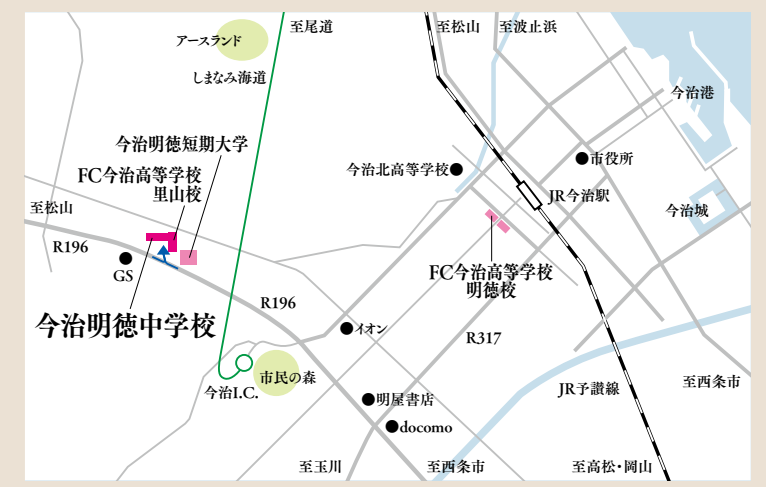 至尾道
至松山
至波止浜
アースランド
しまなみ海道
今治港
今治明徳短期大学
FC今治高等学校
里山校
今治北高等学校
市役所
JR今治駅
至松山
今治城
R196
GS
FC今治高等学校
明徳校
R196
今治明徳中学校
イオン
R317
市民の森
今治I.C.
JR予讃線
至西条市
明屋書店
docomo
至玉川
至西条市
至高松・岡山